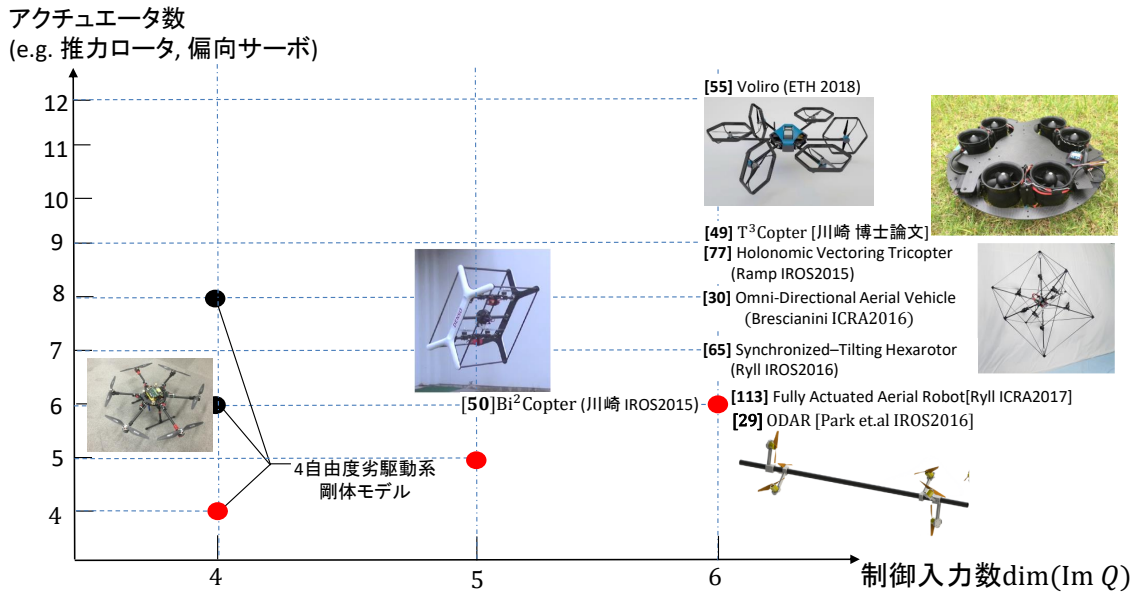 アクチュエータ数
(e.g. 推力ロータ, 偏向サーボ)
12
11
10
9
8
7
6
5
4
[55] Voliro (ETH 2018)
[49] T³Copter [川崎 博士論文]
[77] Holonomic Vectoring Tricopter
(Ramp IROS2015)
[30] Omni-Directional Aerial Vehicle
(Brescianini ICRA2016)
[65] Synchronized–Tilting Hexarotor
(Ryll IROS2016)
[50]Bi²Copter (川崎 IROS2015)
[113] Fully Actuated Aerial Robot[Ryll ICRA2017]
[29] ODAR [Park et.al IROS2016]
4自由度劣駆動系
剛体モデル
4
5
6
制御入力数dim(Im Q)